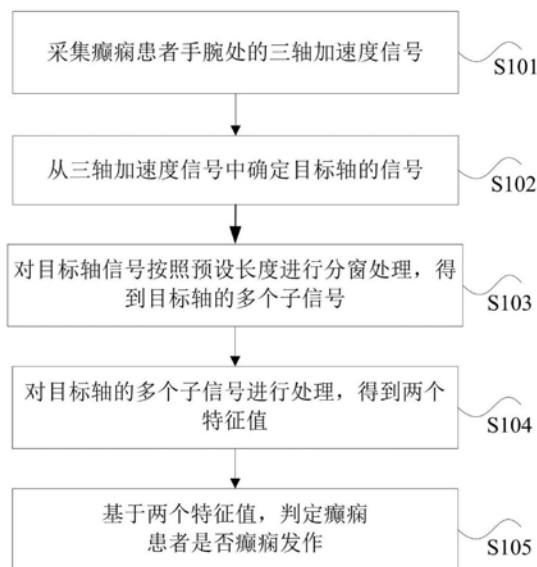 采集癫痫患者手腕处的三轴加速度信号
S101
从三轴加速度信号中确定目标轴的信号
S102
对目标轴信号按照预设长度进行分窗处理，得
到目标轴的多个子信号
S103
对目标轴的多个子信号进行处理，得到两个
特征值
S104
基于两个特征值，判定癫痫
患者是否癫痫发作
S105